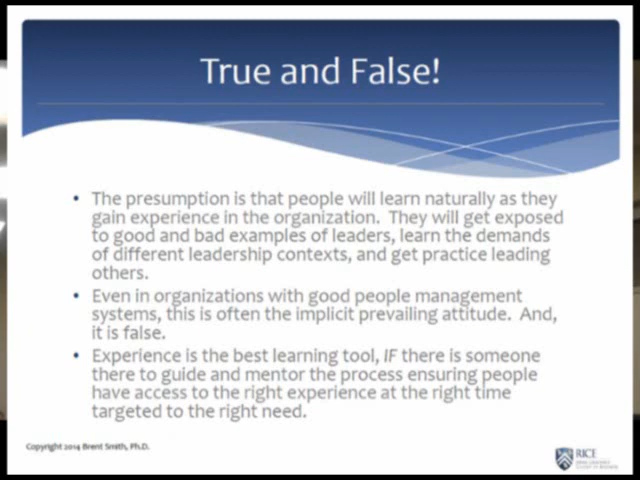 True and False!
• The presumption is that people will learn naturally as they
gain experience in the organization. They will get exposed
to good and bad examples of leaders, learn the demands
of different leadership contexts, and get practice leading
others.
• Even in organizations with good people management
systems, this is often the implicit prevailing attitude. And,
it is false.
• Experience is the best learning tool, IF there is someone
there to guide and mentor the process ensuring people
have access to the right experience at the right time
targeted to the right need.
Copyright 2014 Brent Smith, Ph.D.
RICE